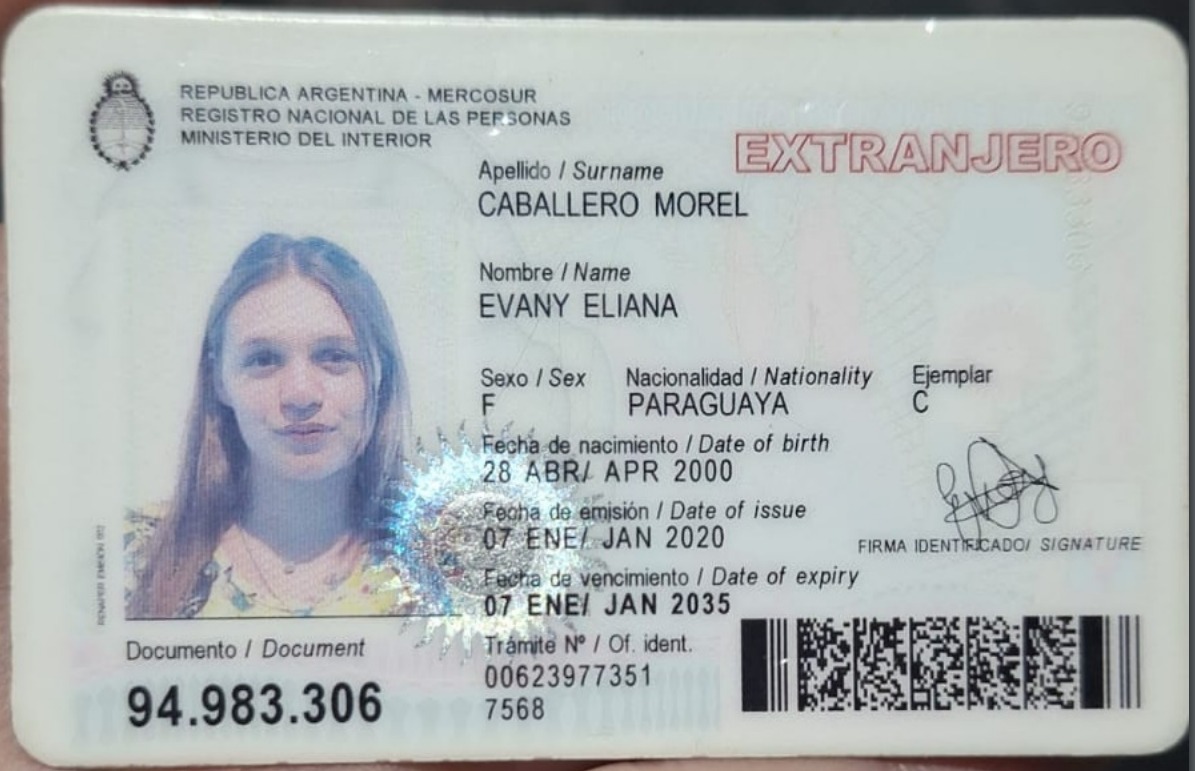 REPUBLICA ARGENTINA - MERCOSUR
REGISTRO NACIONAL DE LAS PERSONAS
MINISTERIO DEL INTERIOR
EXTRANJERO
Apellido / Surname
CABALLERO MOREL
Nombre / Name
EVANY ELIANA
Sexo / Sex Nacionalidad / Nationality Ejemplar
F PARAGUAYA C
Fecha de nacimiento / Date of birth
28 ABR/ APR 2000
Fecha de emisión / Date of issue
07 ENE/ JAN 2020
FIRMA IDENTIFICADO/ SIGNATURE
Fecha de vencimiento / Date of expiry
07 ENE/ JAN 2035
Documento / Document
94.983.306
Trámite Nº / Of. ident.
00623977351
7568